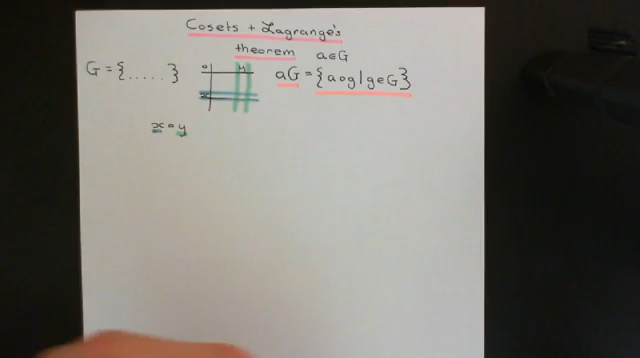 Cosets + Lagrange's
theorem a∈G
G = {.....} o y x aG = {a∘g | g∈G}
x∘y